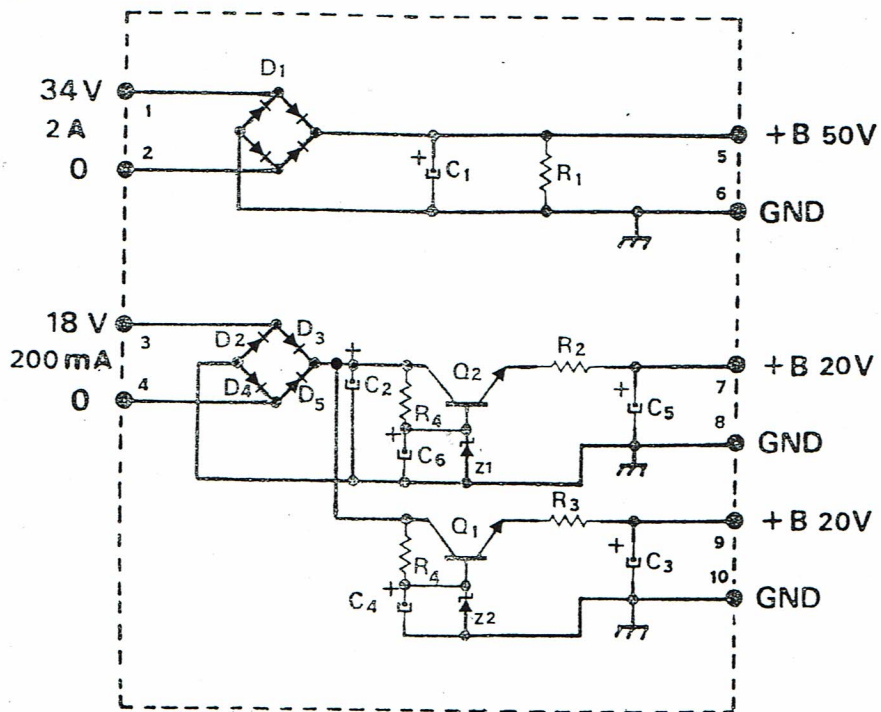 D1
34 V
1
2 A
0
2
+B 50V
5
C1
R1
6
GND
18 V
3
D2
D3
200 mA
0
4
D4
D5
+
C2
Q2
R2
+B 20V
7
R4
+
C5
8
+
C6
Z1
GND
R3
Q1
+B 20V
9
R4
+
C3
10
+
C4
Z2
GND
+